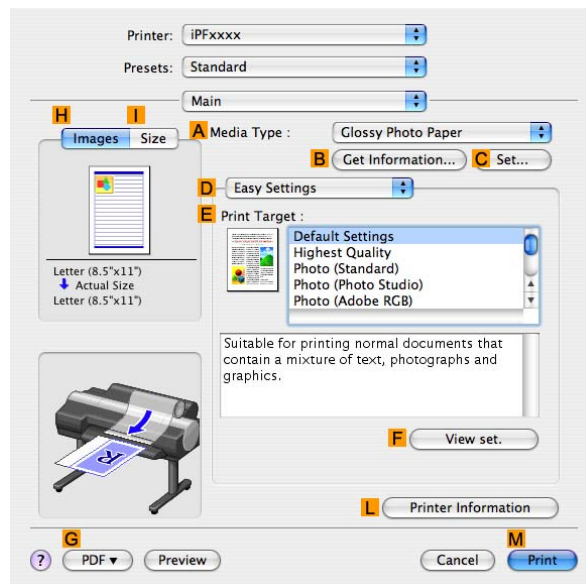 Printer: iPFxxxx
Presets: Standard
Main
H I
Images Size
A Media Type : Glossy Photo Paper
B Get Information... C Set...
D Easy Settings
E Print Target :
Default Settings
Highest Quality
Photo (Standard)
Photo (Photo Studio)
Photo (Adobe RGB)
Letter (8.5"x11")
Actual Size
Letter (8.5"x11")
Suitable for printing normal documents that
contain a mixture of text, photographs and
graphics.
F View set.
L Printer Information
G M
? PDF ▼ Preview Cancel Print